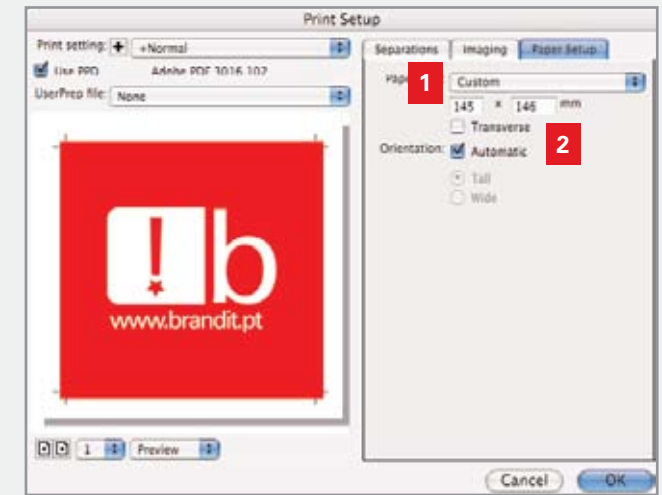 Print Setup
Print setting: + +Normal
Use PPD Adobe PDF 3016.102
UserPrep file: None
!b
www.brandit.pt
1 Preview
Separations Imaging Paper Setup
1 Custom
145 x 146 mm
Transverse
Orientation: Automatic 2
Tall
Wide
Cancel OK